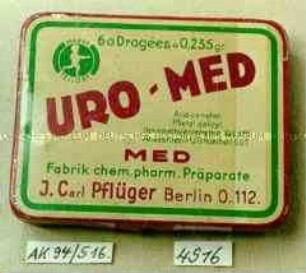 60 Dragees à 0,235 gr.
URO-MED
MED
Fabrik chem. pharm. Präparate
J. Carl Pflüger Berlin O.112.
AK 94/516.
4516